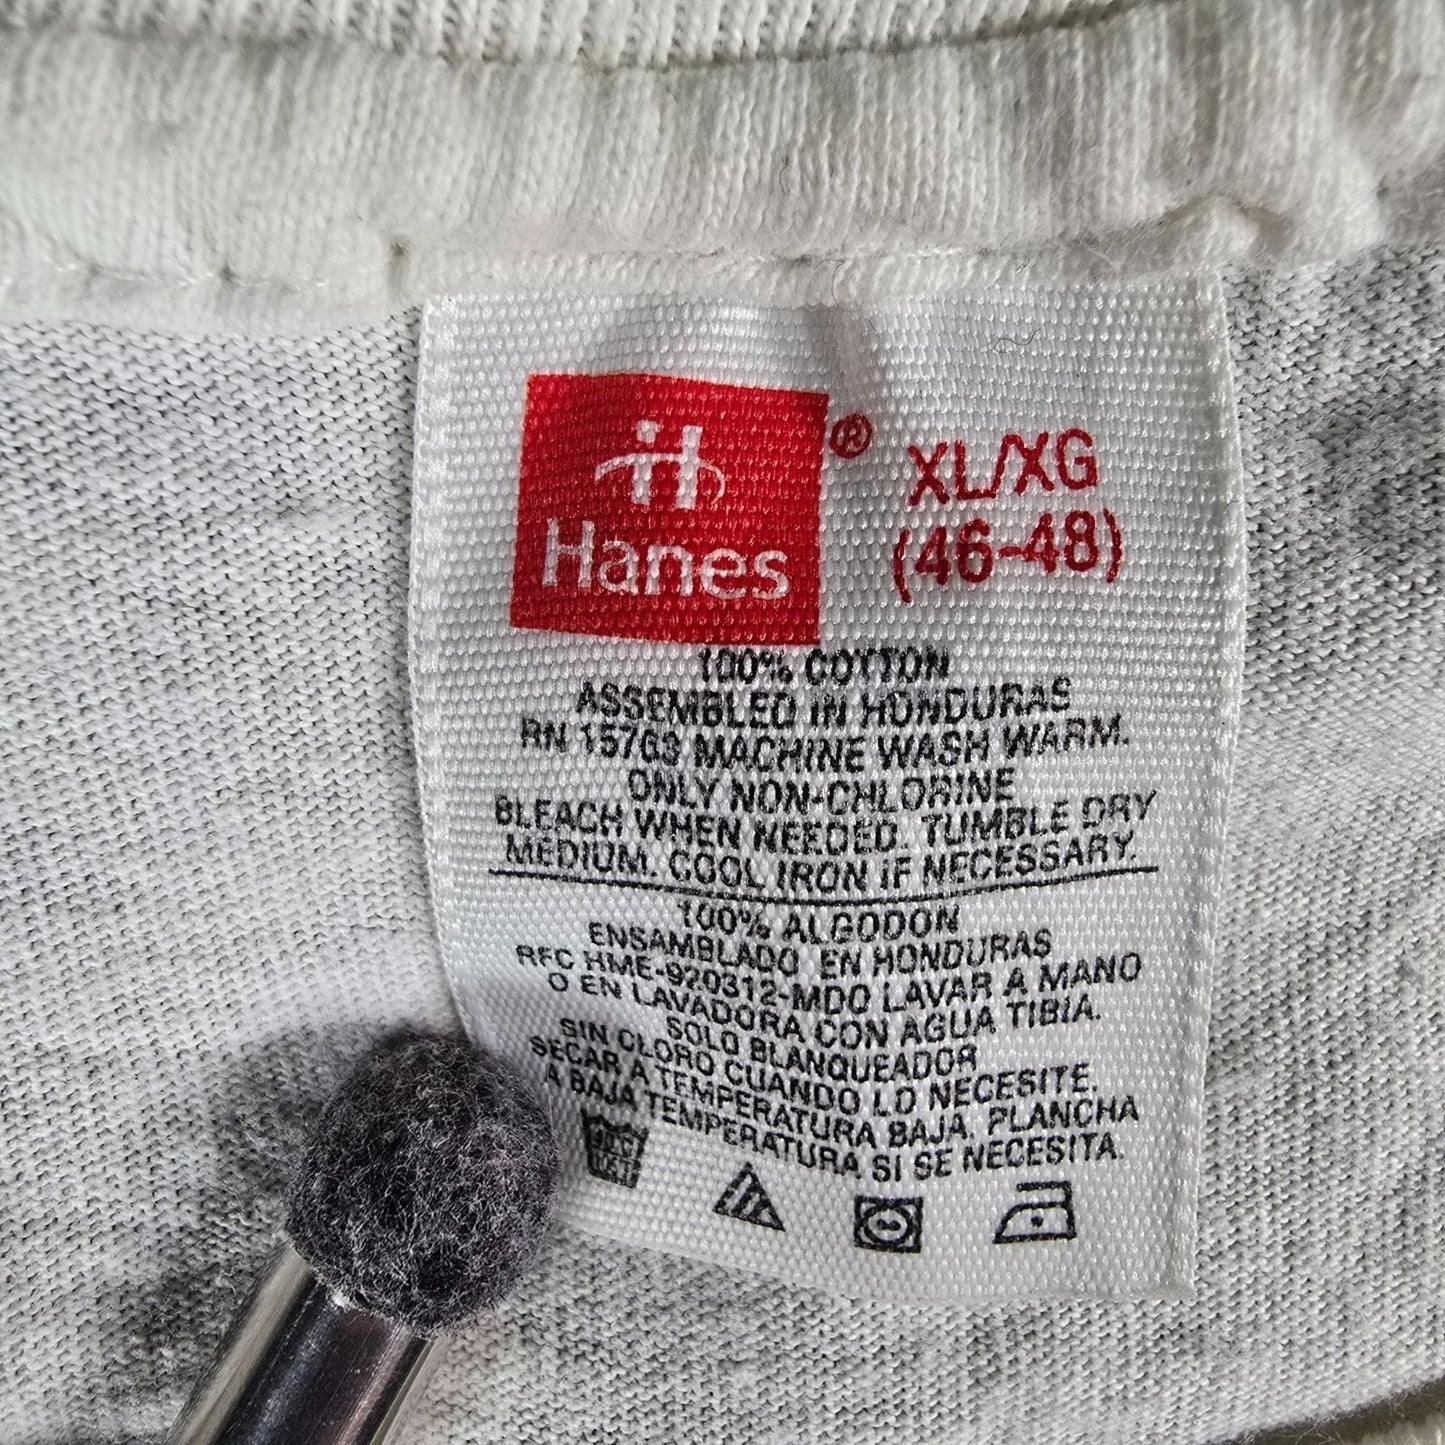 Hanes ®
XL/XG
(46-48)
100% COTTON
ASSEMBLED IN HONDURAS
RN 15763 MACHINE WASH WARM.
ONLY NON-CHLORINE
BLEACH WHEN NEEDED. TUMBLE DRY
MEDIUM. COOL IRON IF NECESSARY.
100% ALGODON
ENSAMBLADO EN HONDURAS
RFC HME-920312-MD0 LAVAR A MANO
O EN LAVADORA CON AGUA TIBIA.
SOLO BLANQUEADOR
SIN CLORO CUANDO LO NECESITE.
SECAR A TEMPERATURA BAJA. PLANCHA
A BAJA TEMPERATURA SI SE NECESITA.